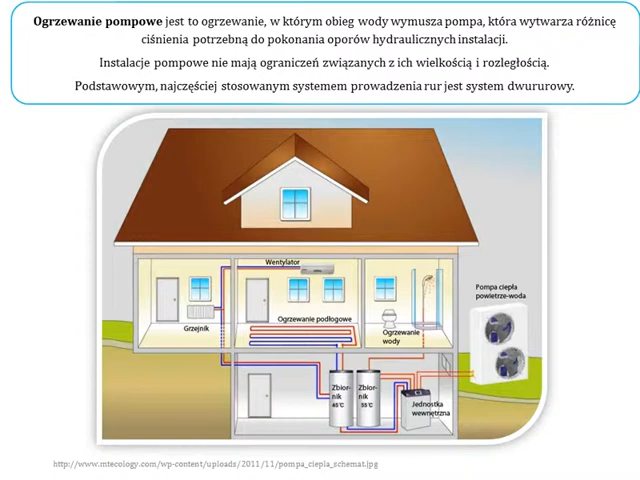 Ogrzewanie pompowe jest to ogrzewanie, w którym obieg wody wymusza pompa, która wytwarza różnicę
ciśnienia potrzebną do pokonania oporów hydraulicznych instalacji.
Instalacje pompowe nie mają ograniczeń związanych z ich wielkością i rozległością.
Podstawowym, najczęściej stosowanym systemem prowadzenia rur jest system dwururowy.
Wentylator
Pompa ciepła
powietrze-woda
Grzejnik
Ogrzewanie podłogowe
Ogrzewanie
wody
Zbior-
nik
45°C
Zbior-
nik
55°C
Jednostka
wewnętrzna
http://www.mtecology.com/wp-content/uploads/2011/11/pompa_ciepla_schemat.jpg